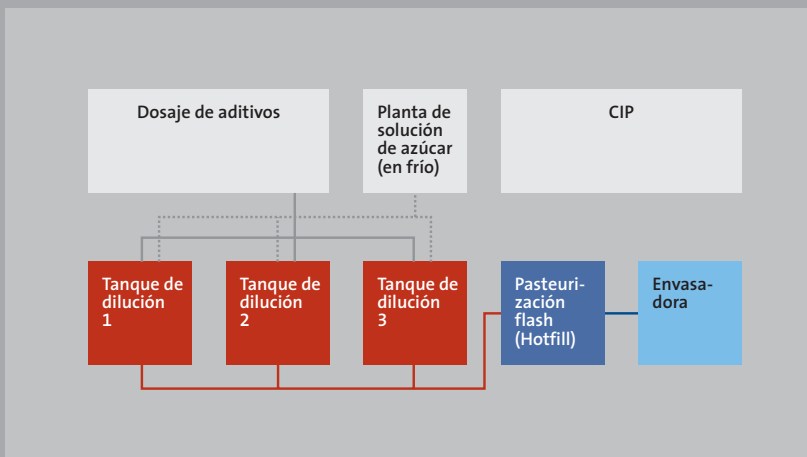 Dosaje de aditivos
Planta de
solución
de azúcar
(en frío)
CIP
Tanque de
dilución
1
Tanque de
dilución
2
Tanque de
dilución
3
Pasteuri-
zación
flash
(Hotfill)
Envasa-
dora